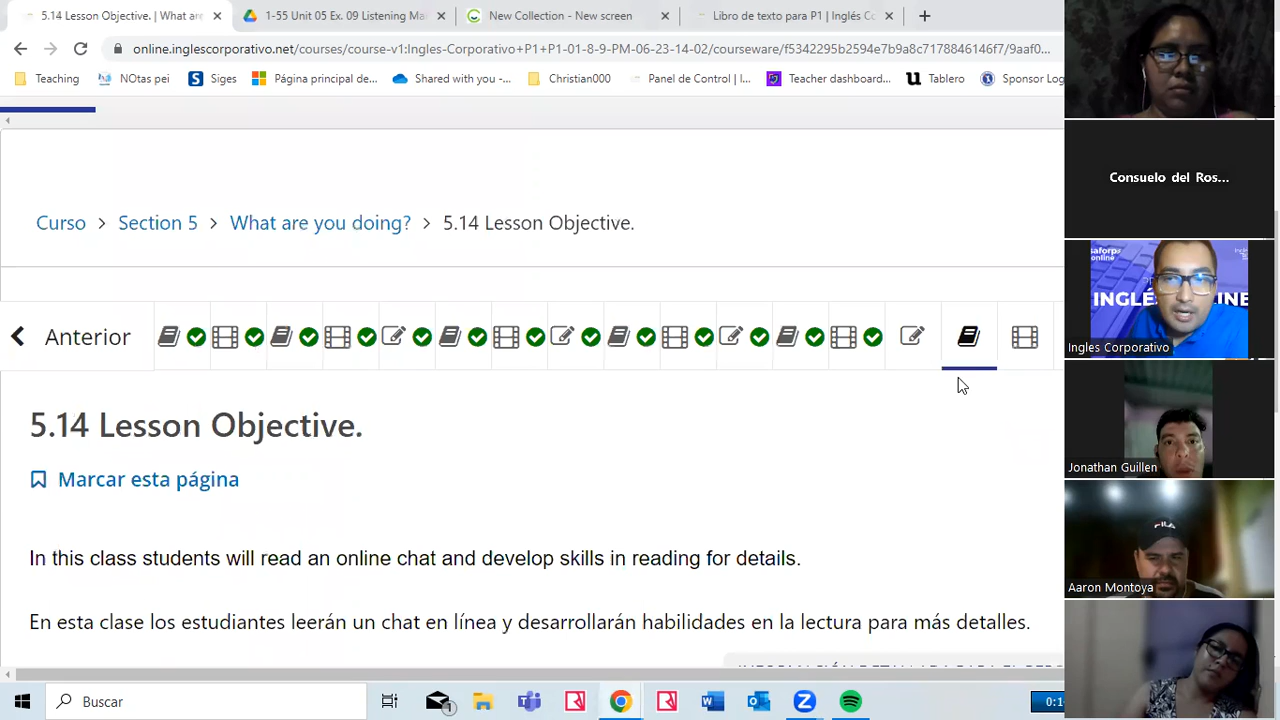 5.14 Lesson Objective. | What are
1-55 Unit 05 Ex. 09 Listening Ma
New Collection - New screen
Libro de texto para P1 | Inglés Co
online.inglescorporativo.net/courses/course-v1:Ingles-Corporativo+P1+P1-01-8-9-PM-06-23-14-02/courseware/f5342295b2594e7b9a8c7178846146f7/9aaf0...
Teaching
NOtas pei
Siges
Página principal de...
Shared with you -...
Christian000
Panel de Control | I...
Teacher dashboard...
Tablero
Sponsor Log
Curso > Section 5 > What are you doing? > 5.14 Lesson Objective.
Anterior
5.14 Lesson Objective.
Marcar esta página
In this class students will read an online chat and develop skills in reading for details.
En esta clase los estudiantes leerán un chat en línea y desarrollarán habilidades en la lectura para más detalles.
Buscar
Consuelo del Ros...
online
INGLÉS
INE
Ingles Corporativo
Jonathan Guillen
FILA
Aaron Montoya